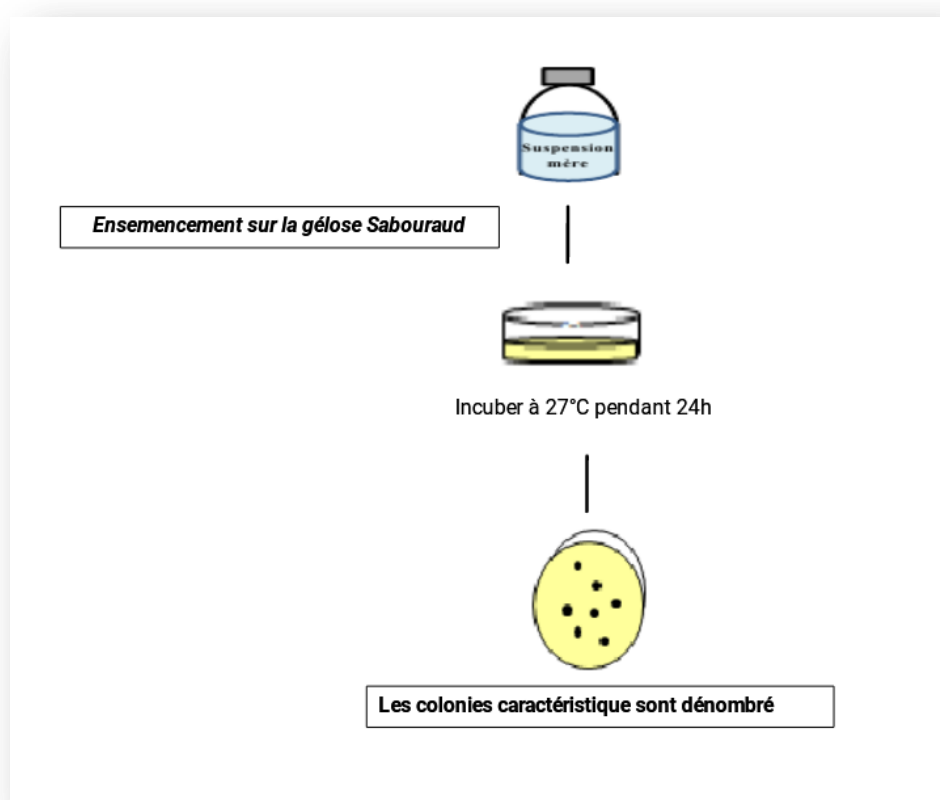 Suspension
mère
Ensemencement sur la gélose Sabouraud
Incuber à 27°C pendant 24h
Les colonies caractéristique sont dénombré